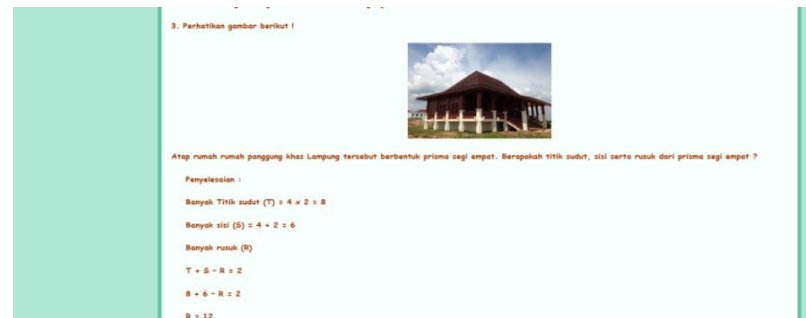 3. Perhatikan gambar berikut !
Atap rumah rumah panggung khas Lampung tersebut berbentuk prisma segi empat. Berapakah titik sudut, sisi serta rusuk dari prisma segi empat ?
Penyelesaian :
Banyak Titik sudut (T) = 4 x 2 = 8
Banyak sisi (S) = 4 + 2 = 6
Banyak rusuk (R)
T + S - R = 2
8 + 6 - R = 2
R = 12